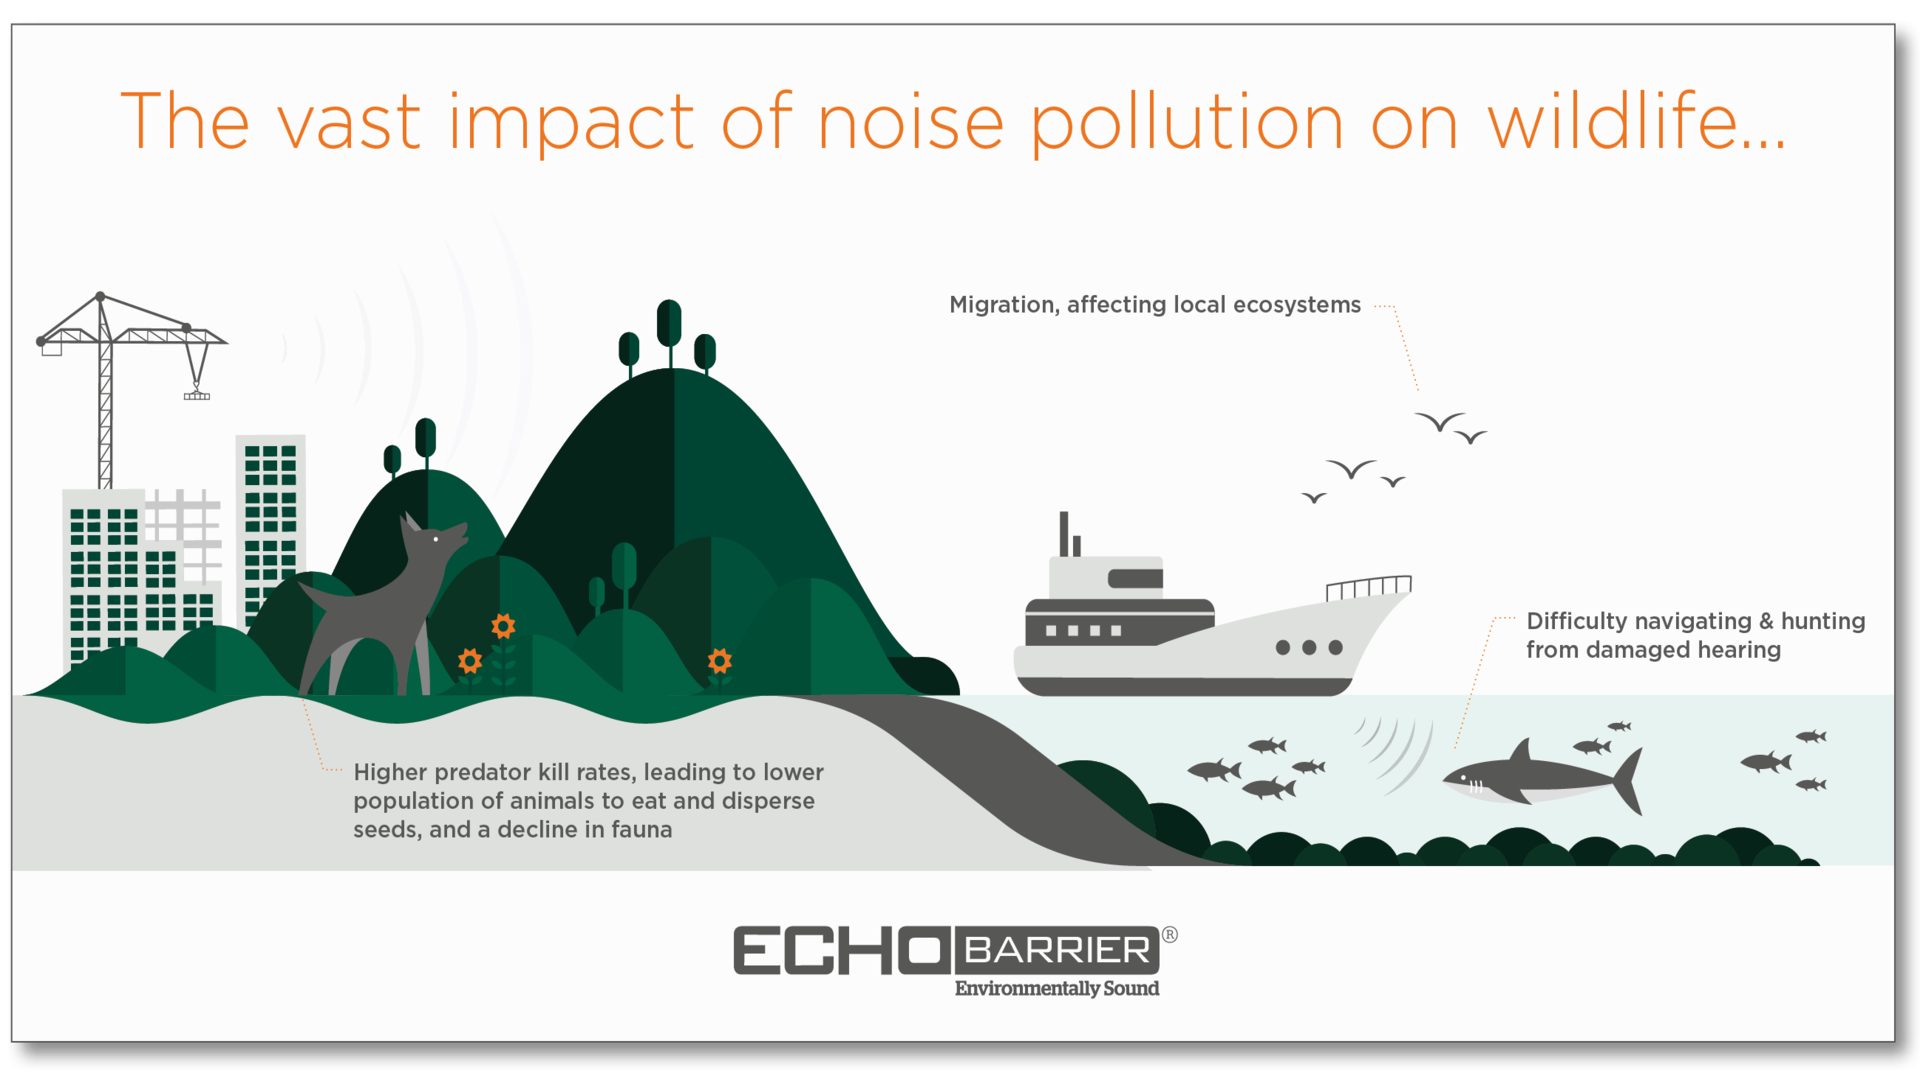 The vast impact of noise pollution on wildlife...
Migration, affecting local ecosystems
Difficulty navigating & hunting
from damaged hearing
Higher predator kill rates, leading to lower
population of animals to eat and disperse
seeds, and a decline in fauna
ECHO BARRIER®
Environmentally Sound